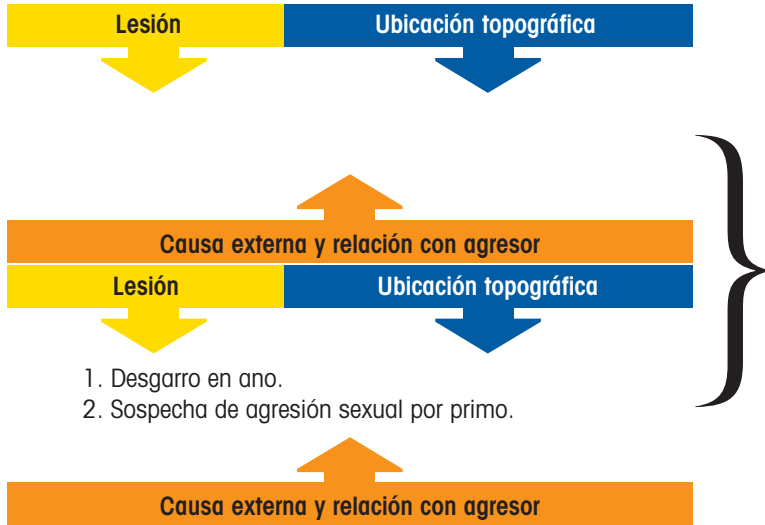 Lesión
Ubicación topográfica
Causa externa y relación con agresor
Lesión
Ubicación topográfica
1. Desgarro en ano.
2. Sospecha de agresión sexual por primo.
Causa externa y relación con agresor